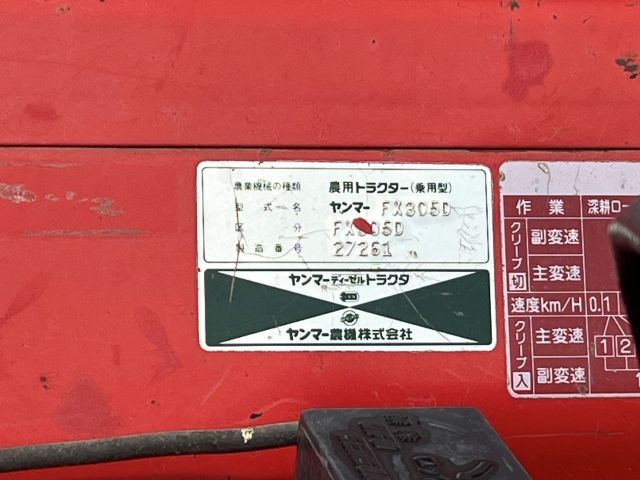 農業機械の種類 農用トラクター(乗用型)
型式名 ヤンマー FX305D
区分 FX305D
製造番号 27251
ヤンマーディーゼルトラクタ
ヤンマー農機株式会社
作業 深耕ロー
クリープ切 副変速
主変速
速度km/H 0.1
クリープ入 主変速 1 2
副変速